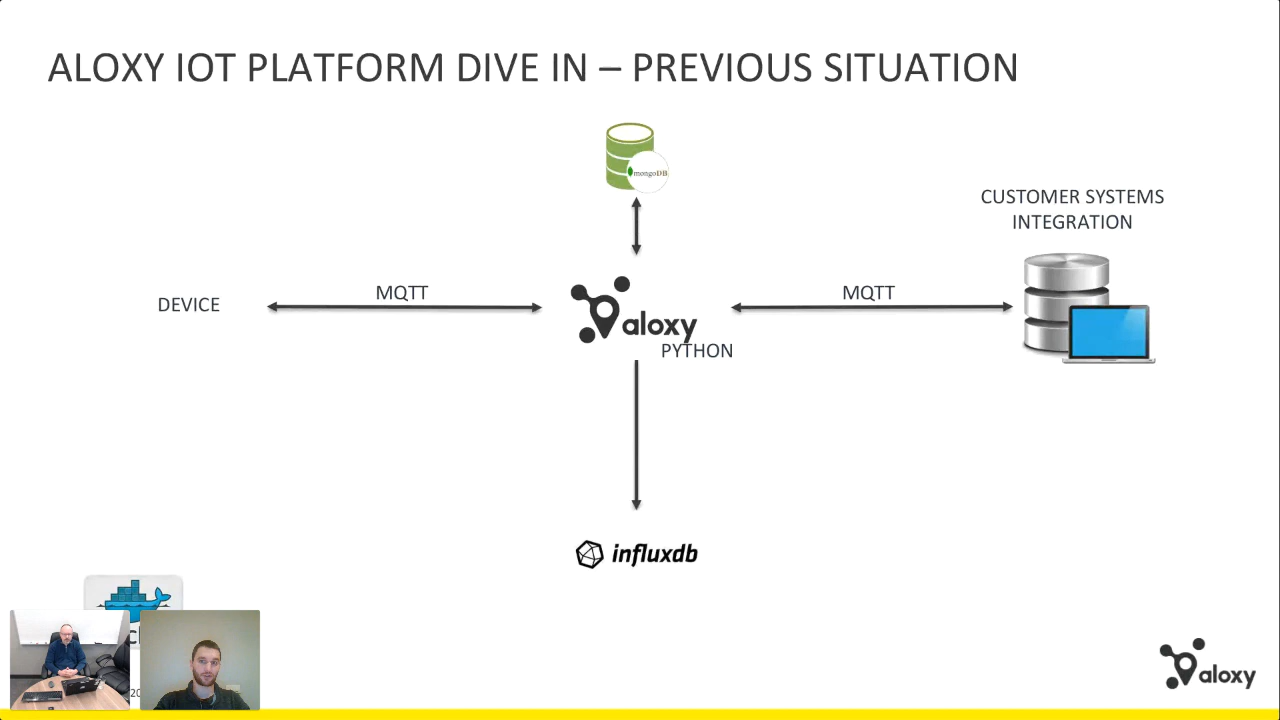 ALOXY IOT PLATFORM DIVE IN – PREVIOUS SITUATION
mongoDB
CUSTOMER SYSTEMS
INTEGRATION
DEVICE
MQTT
MQTT
aloxy
PYTHON
influxdb
aloxy